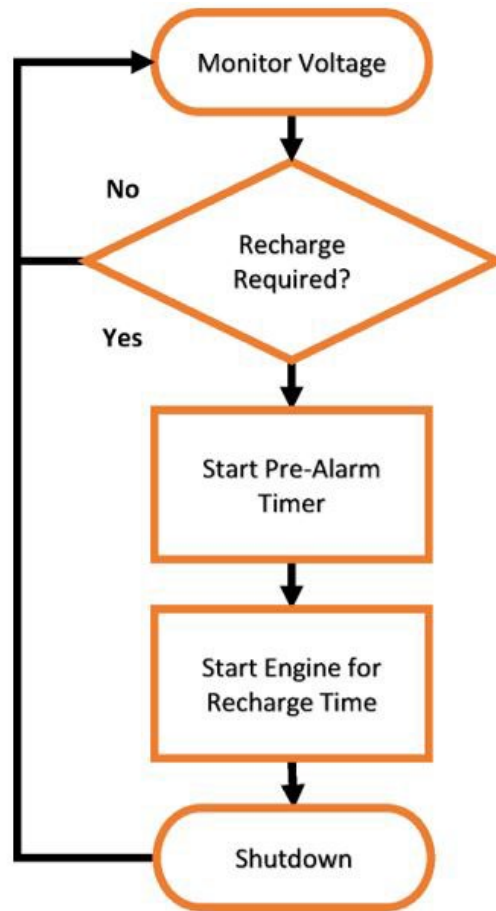 Monitor Voltage
No
Recharge
Required?
Yes
Start Pre-Alarm
Timer
Start Engine for
Recharge Time
Shutdown